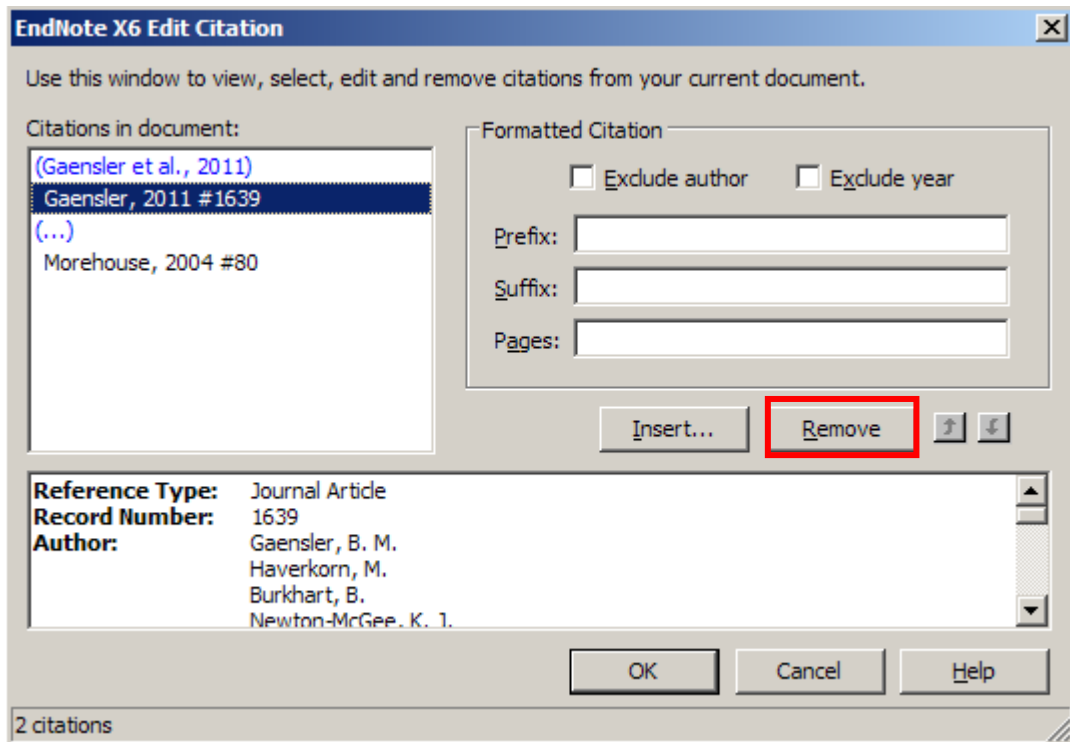 EndNote X6 Edit Citation
Use this window to view, select, edit and remove citations from your current document.
Citations in document:
(Gaensler et al., 2011)
Gaensler, 2011 #1639
(...)
Morehouse, 2004 #80
Formatted Citation
Exclude author
Exclude year
Prefix:
Suffix:
Pages:
Insert...
Remove
Reference Type: Journal Article
Record Number: 1639
Author: Gaensler, B. M.
Haverkorn, M.
Burkhart, B.
Newton-McGee, K. J.
OK
Cancel
Help
2 citations